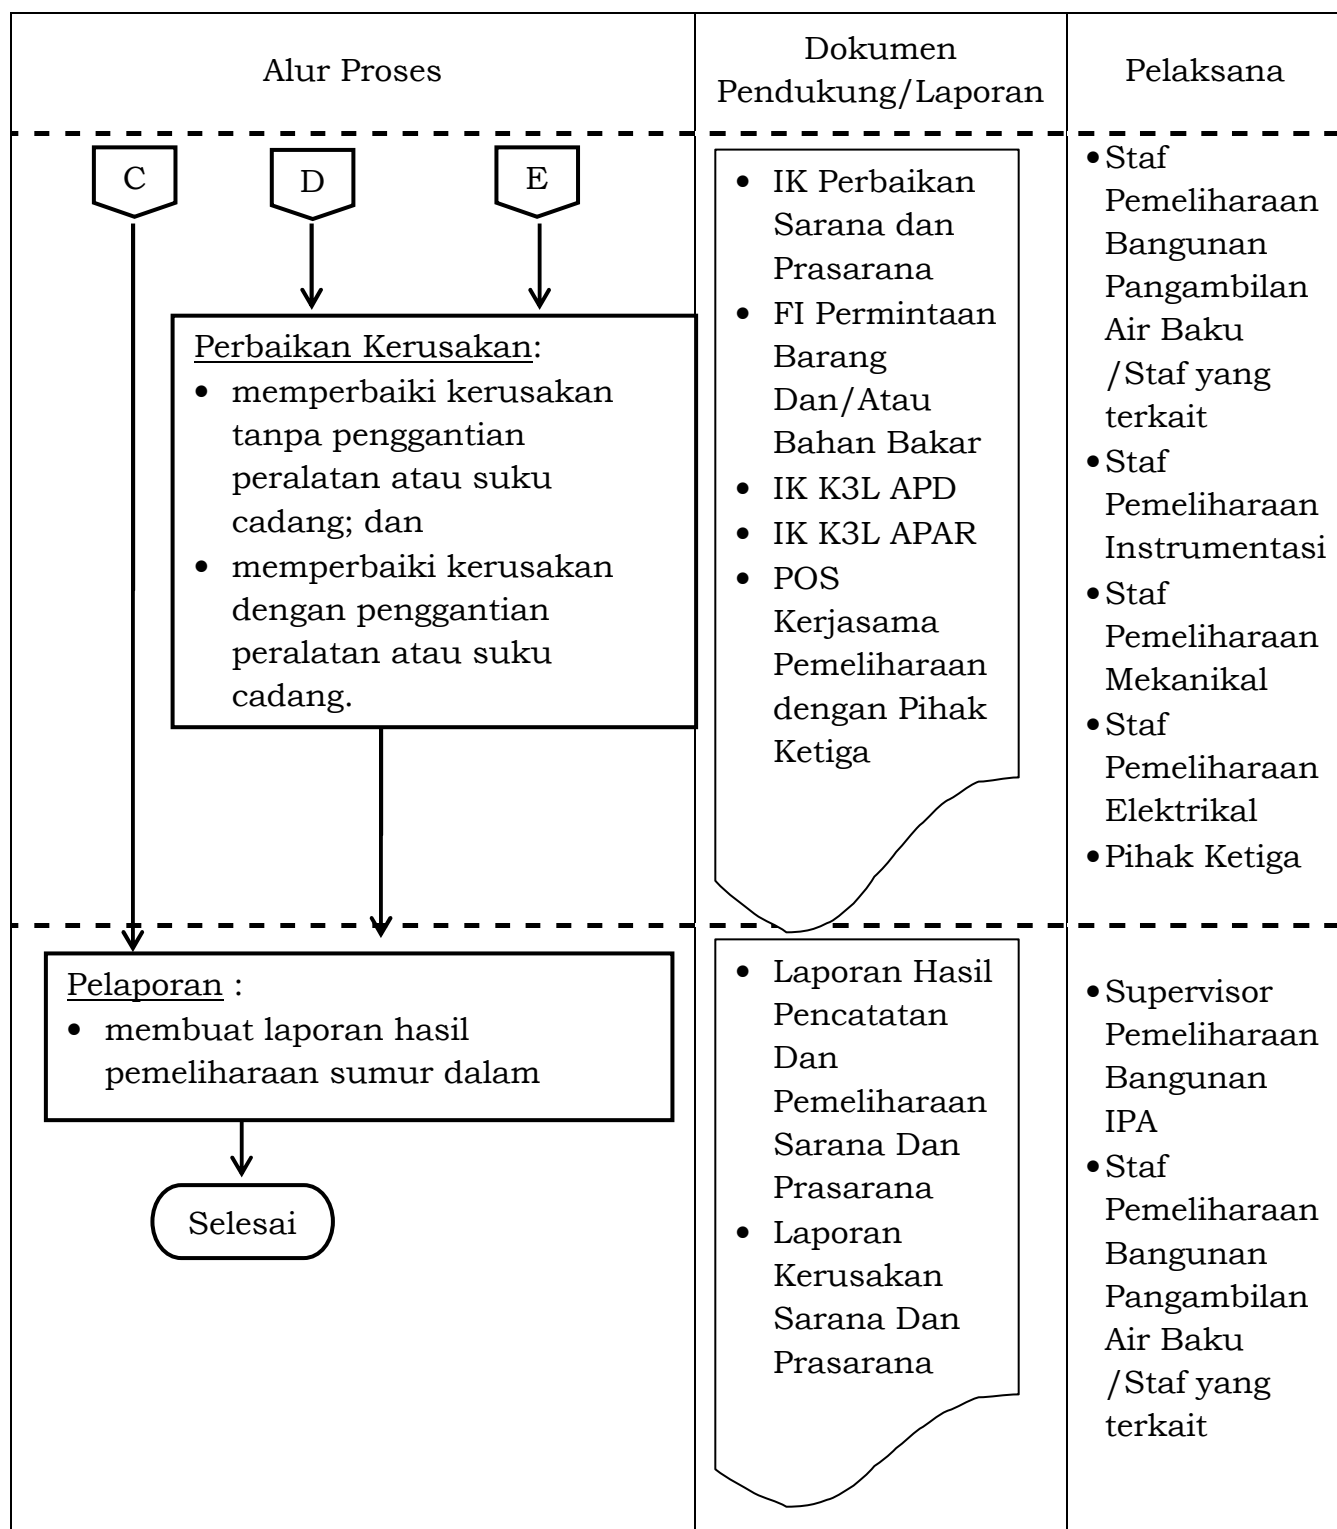 Alur Proses
Dokumen
Pendukung/Laporan
Pelaksana
C
D
E
Perbaikan Kerusakan:
• memperbaiki kerusakan
tanpa penggantian
peralatan atau suku
cadang; dan
• memperbaiki kerusakan
dengan penggantian
peralatan atau suku
cadang.
• IK Perbaikan
Sarana dan
Prasarana
• FI Permintaan
Barang
Dan/Atau
Bahan Bakar
• IK K3L APD
• IK K3L APAR
• POS
Kerjasama
Pemeliharaan
dengan Pihak
Ketiga
• Staf
Pemeliharaan
Bangunan
Pangambilan
Air Baku
/Staf yang
terkait
• Staf
Pemeliharaan
Instrumentasi
• Staf
Pemeliharaan
Mekanikal
• Staf
Pemeliharaan
Elektrikal
• Pihak Ketiga
Pelaporan :
• membuat laporan hasil
pemeliharaan sumur dalam
Selesai
• Laporan Hasil
Pencatatan
Dan
Pemeliharaan
Sarana Dan
Prasarana
• Laporan
Kerusakan
Sarana Dan
Prasarana
• Supervisor
Pemeliharaan
Bangunan
IPA
• Staf
Pemeliharaan
Bangunan
Pangambilan
Air Baku
/Staf yang
terkait